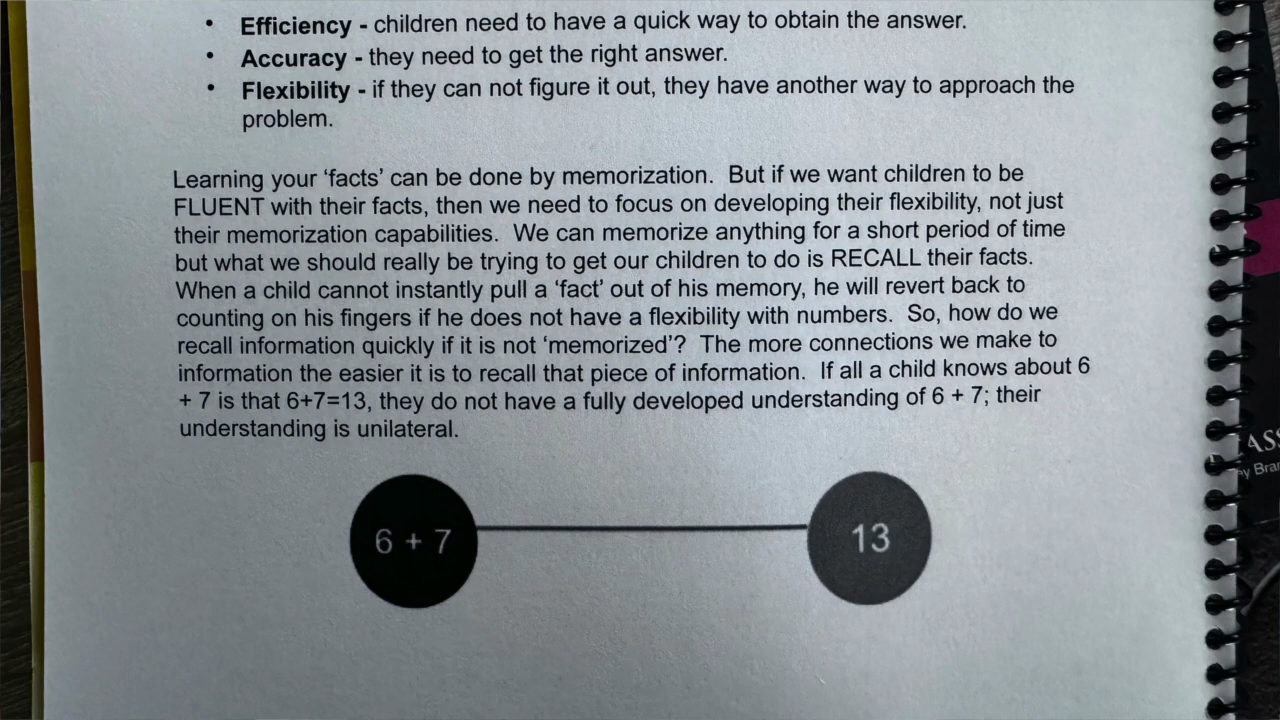 • Efficiency - children need to have a quick way to obtain the answer.
• Accuracy - they need to get the right answer.
• Flexibility - if they can not figure it out, they have another way to approach the
problem.
Learning your ‘facts’ can be done by memorization.  But if we want children to be
FLUENT with their facts, then we need to focus on developing their flexibility, not just
their memorization capabilities.  We can memorize anything for a short period of time
but what we should really be trying to get our children to do is RECALL their facts.
When a child cannot instantly pull a ‘fact’ out of his memory, he will revert back to
counting on his fingers if he does not have a flexibility with numbers.  So, how do we
recall information quickly if it is not ‘memorized’?  The more connections we make to
information the easier it is to recall that piece of information.  If all a child knows about 6
+ 7 is that 6+7=13, they do not have a fully developed understanding of 6 + 7; their
understanding is unilateral.
6 + 7
13